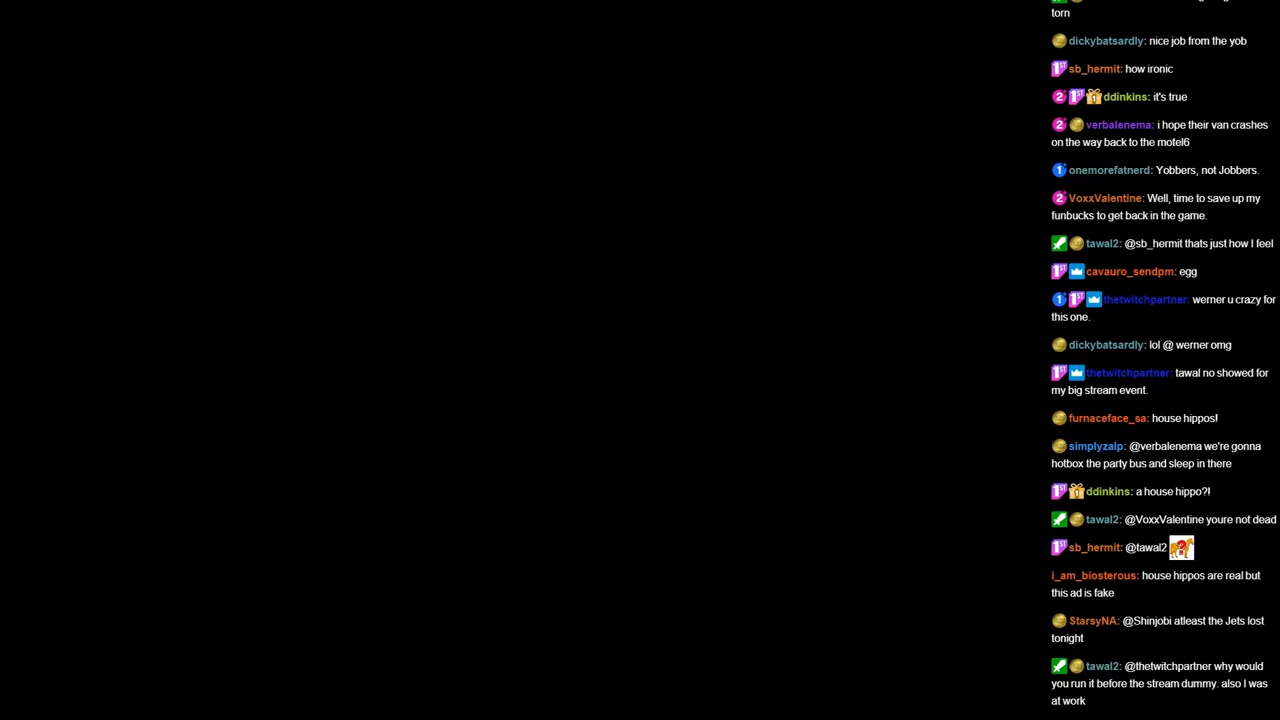 torn
dickybatsardly: nice job from the yob
sb_hermit: how ironic
ddinkins: it's true
verbalenema: i hope their van crashes
on the way back to the motel6
onemorefatnerd: Yobbers, not Jobbers.
VoxxValentine: Well, time to save up my
funbucks to get back in the game.
tawal2: @sb_hermit thats just how I feel
cavauro_sendpm: egg
thetwitchpartner: werner u crazy for
this one.
dickybatsardly: lol @ werner omg
thetwitchpartner: tawal no showed for
my big stream event.
furnaceface_sa: house hippos!
simplyzalp: @verbalenema we're gonna
hotbox the party bus and sleep in there
ddinkins: a house hippo?!
tawal2: @VoxxValentine youre not dead
sb_hermit: @tawal2
i_am_biosterous: house hippos are real but
this ad is fake
StarsyNA: @Shinjobi atleast the Jets lost
tonight
tawal2: @thetwitchpartner why would
you run it before the stream dummy. also I was
at work